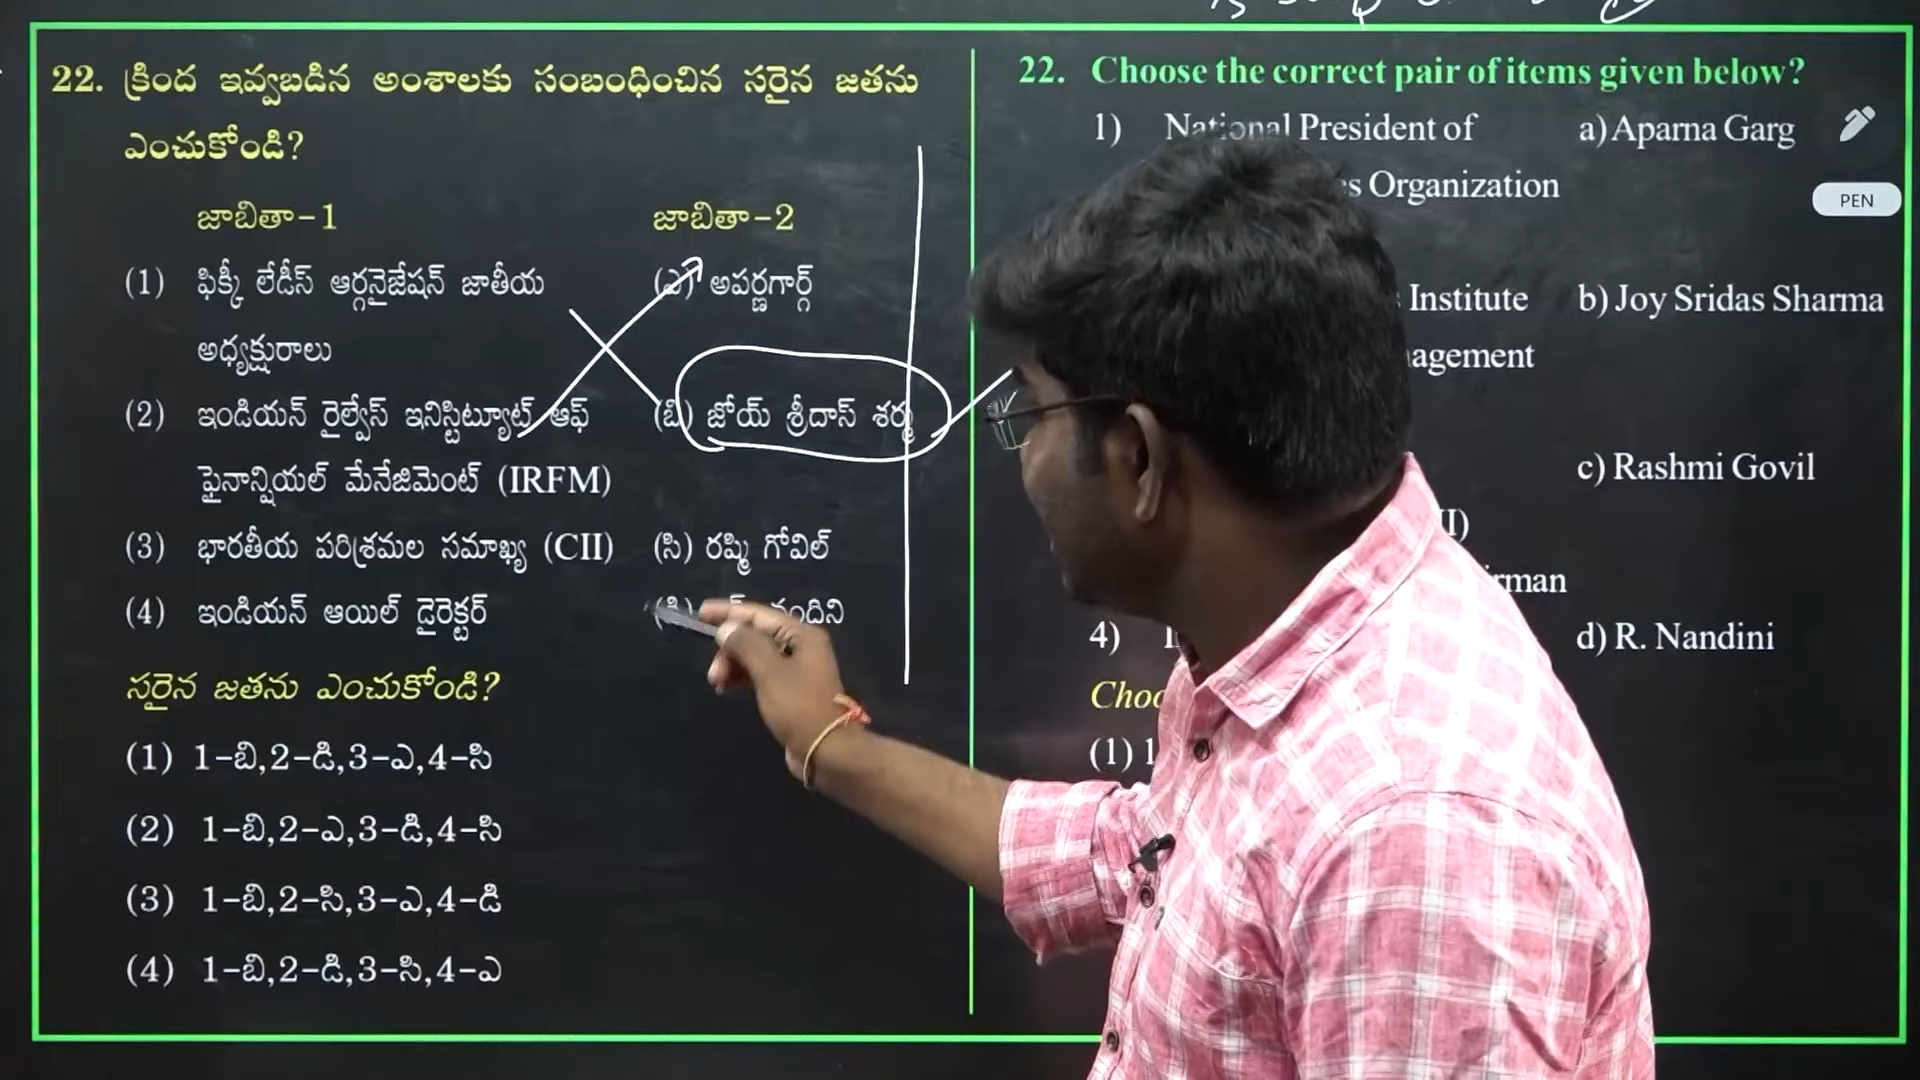 22. క్రింద ఇవ్వబడిన అంశాలకు సంబంధించిన సరైన జతను
ఎంచుకోండి?
జాబితా-1 జాబితా-2
(1) ఫిక్కీ లేడీస్ ఆర్గనైజేషన్ జాతీయ (ఎ) అపర్ణగార్గ్
అధ్యక్షురాలు
(2) ఇండియన్ రైల్వేస్ ఇనిస్టిట్యూట్ ఆఫ్ (బి) జోయ్ శ్రీదాస్ శర్మ
ఫైనాన్షియల్ మేనేజిమెంట్ (IRFM)
(3) భారతీయ పరిశ్రమల సమాఖ్య (CII) (సి) రష్మి గోవిల్
(4) ఇండియన్ ఆయిల్ డైరెక్టర్
సరైన జతను ఎంచుకోండి?
(1) 1-బి,2-డి,3-ఎ,4-సి
(2) 1-బి,2-ఎ,3-డి,4-సి
(3) 1-బి,2-సి,3-ఎ,4-డి
(4) 1-బి,2-డి,3-సి,4-ఎ
22. Choose the correct pair of items given below?
1) National President of a) Aparna Garg
Organization
Institute b) Joy Sridas Sharma
c) Rashmi Govil
4) d) R. Nandini
(1) 1
PEN